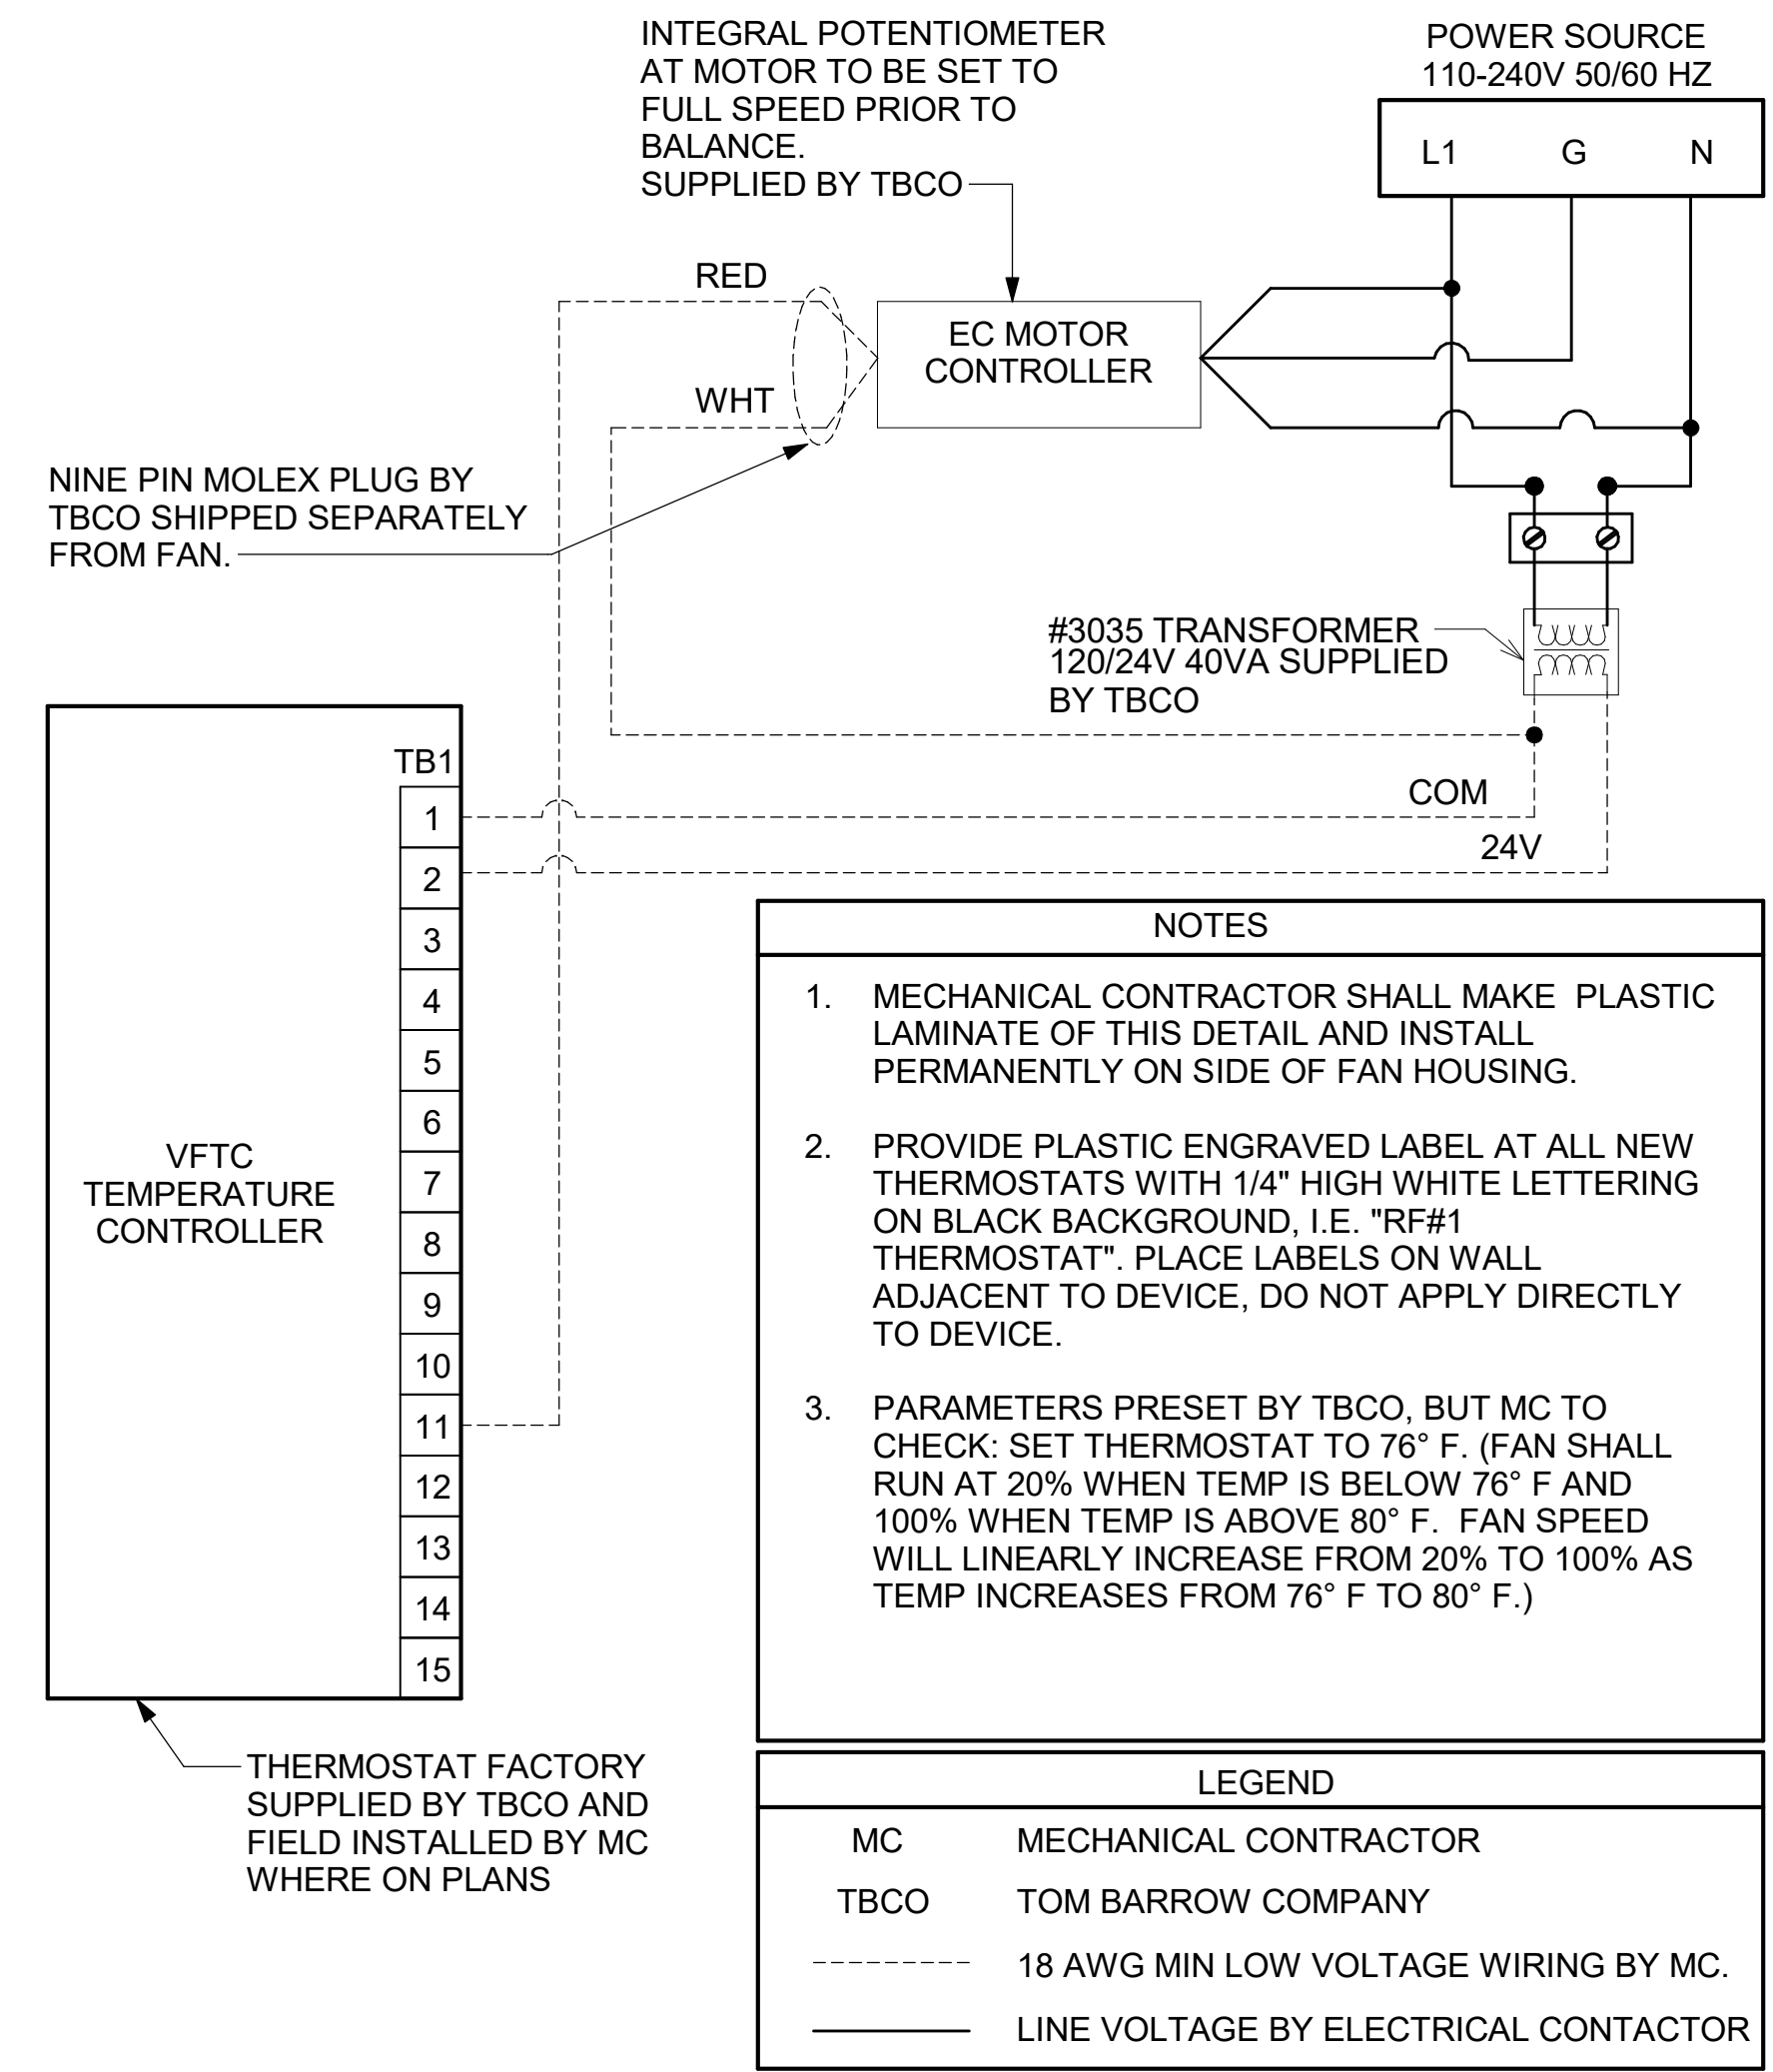 INTEGRAL POTENTIOMETER
AT MOTOR TO BE SET TO
FULL SPEED PRIOR TO
BALANCE.
SUPPLIED BY TBCO
POWER SOURCE
110-240V 50/60 HZ
L1 G N
RED
EC MOTOR
CONTROLLER
WHT
NINE PIN MOLEX PLUG BY
TBCO SHIPPED SEPARATELY
FROM FAN.
#3035 TRANSFORMER
120/24V 40VA SUPPLIED
BY TBCO
TB1
COM
24V
1
2
3
4
5
6
7
8
9
10
11
12
13
14
15
VFTC
TEMPERATURE
CONTROLLER
THERMOSTAT FACTORY
SUPPLIED BY TBCO AND
FIELD INSTALLED BY MC
WHERE ON PLANS
NOTES
1. MECHANICAL CONTRACTOR SHALL MAKE PLASTIC
LAMINATE OF THIS DETAIL AND INSTALL
PERMANENTLY ON SIDE OF FAN HOUSING.
2. PROVIDE PLASTIC ENGRAVED LABEL AT ALL NEW
THERMOSTATS WITH 1/4" HIGH WHITE LETTERING
ON BLACK BACKGROUND, I.E. "RF#1
THERMOSTAT". PLACE LABELS ON WALL
ADJACENT TO DEVICE, DO NOT APPLY DIRECTLY
TO DEVICE.
3. PARAMETERS PRESET BY TBCO, BUT MC TO
CHECK: SET THERMOSTAT TO 76° F. (FAN SHALL
RUN AT 20% WHEN TEMP IS BELOW 76° F AND
100% WHEN TEMP IS ABOVE 80° F. FAN SPEED
WILL LINEARLY INCREASE FROM 20% TO 100% AS
TEMP INCREASES FROM 76° F TO 80° F.)
LEGEND
MC MECHANICAL CONTRACTOR
TBCO TOM BARROW COMPANY
18 AWG MIN LOW VOLTAGE WIRING BY MC.
LINE VOLTAGE BY ELECTRICAL CONTACTOR